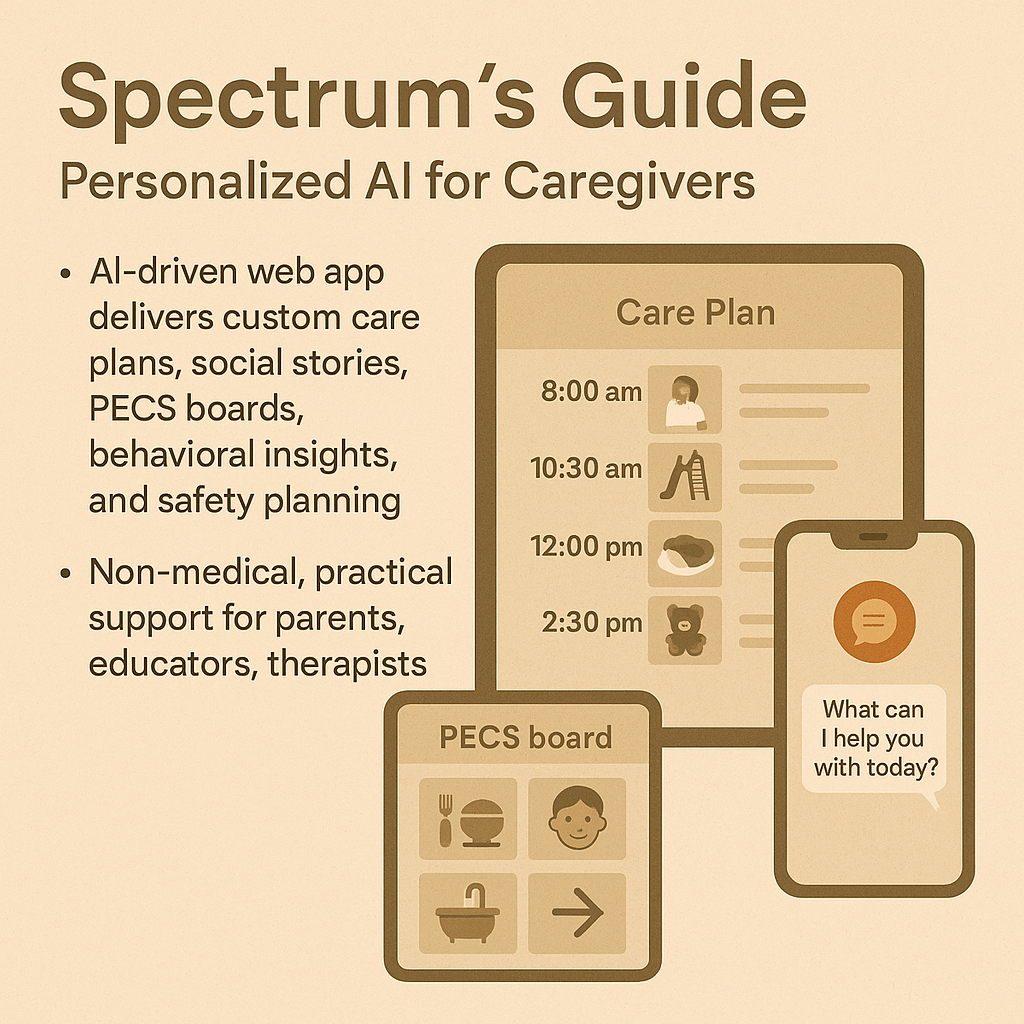 Spectrum's Guide
Personalized AI for Caregivers
• AI-driven web app
delivers custom care
plans, social stories,
PECS boards,
behavioral insights,
and safety planning
• Non-medical, practical
support for parents,
educators, therapists
Care Plan
8:00 am
10:30 am
12:00 pm
2:30 pm
What can
I help you
with today?
PECS board